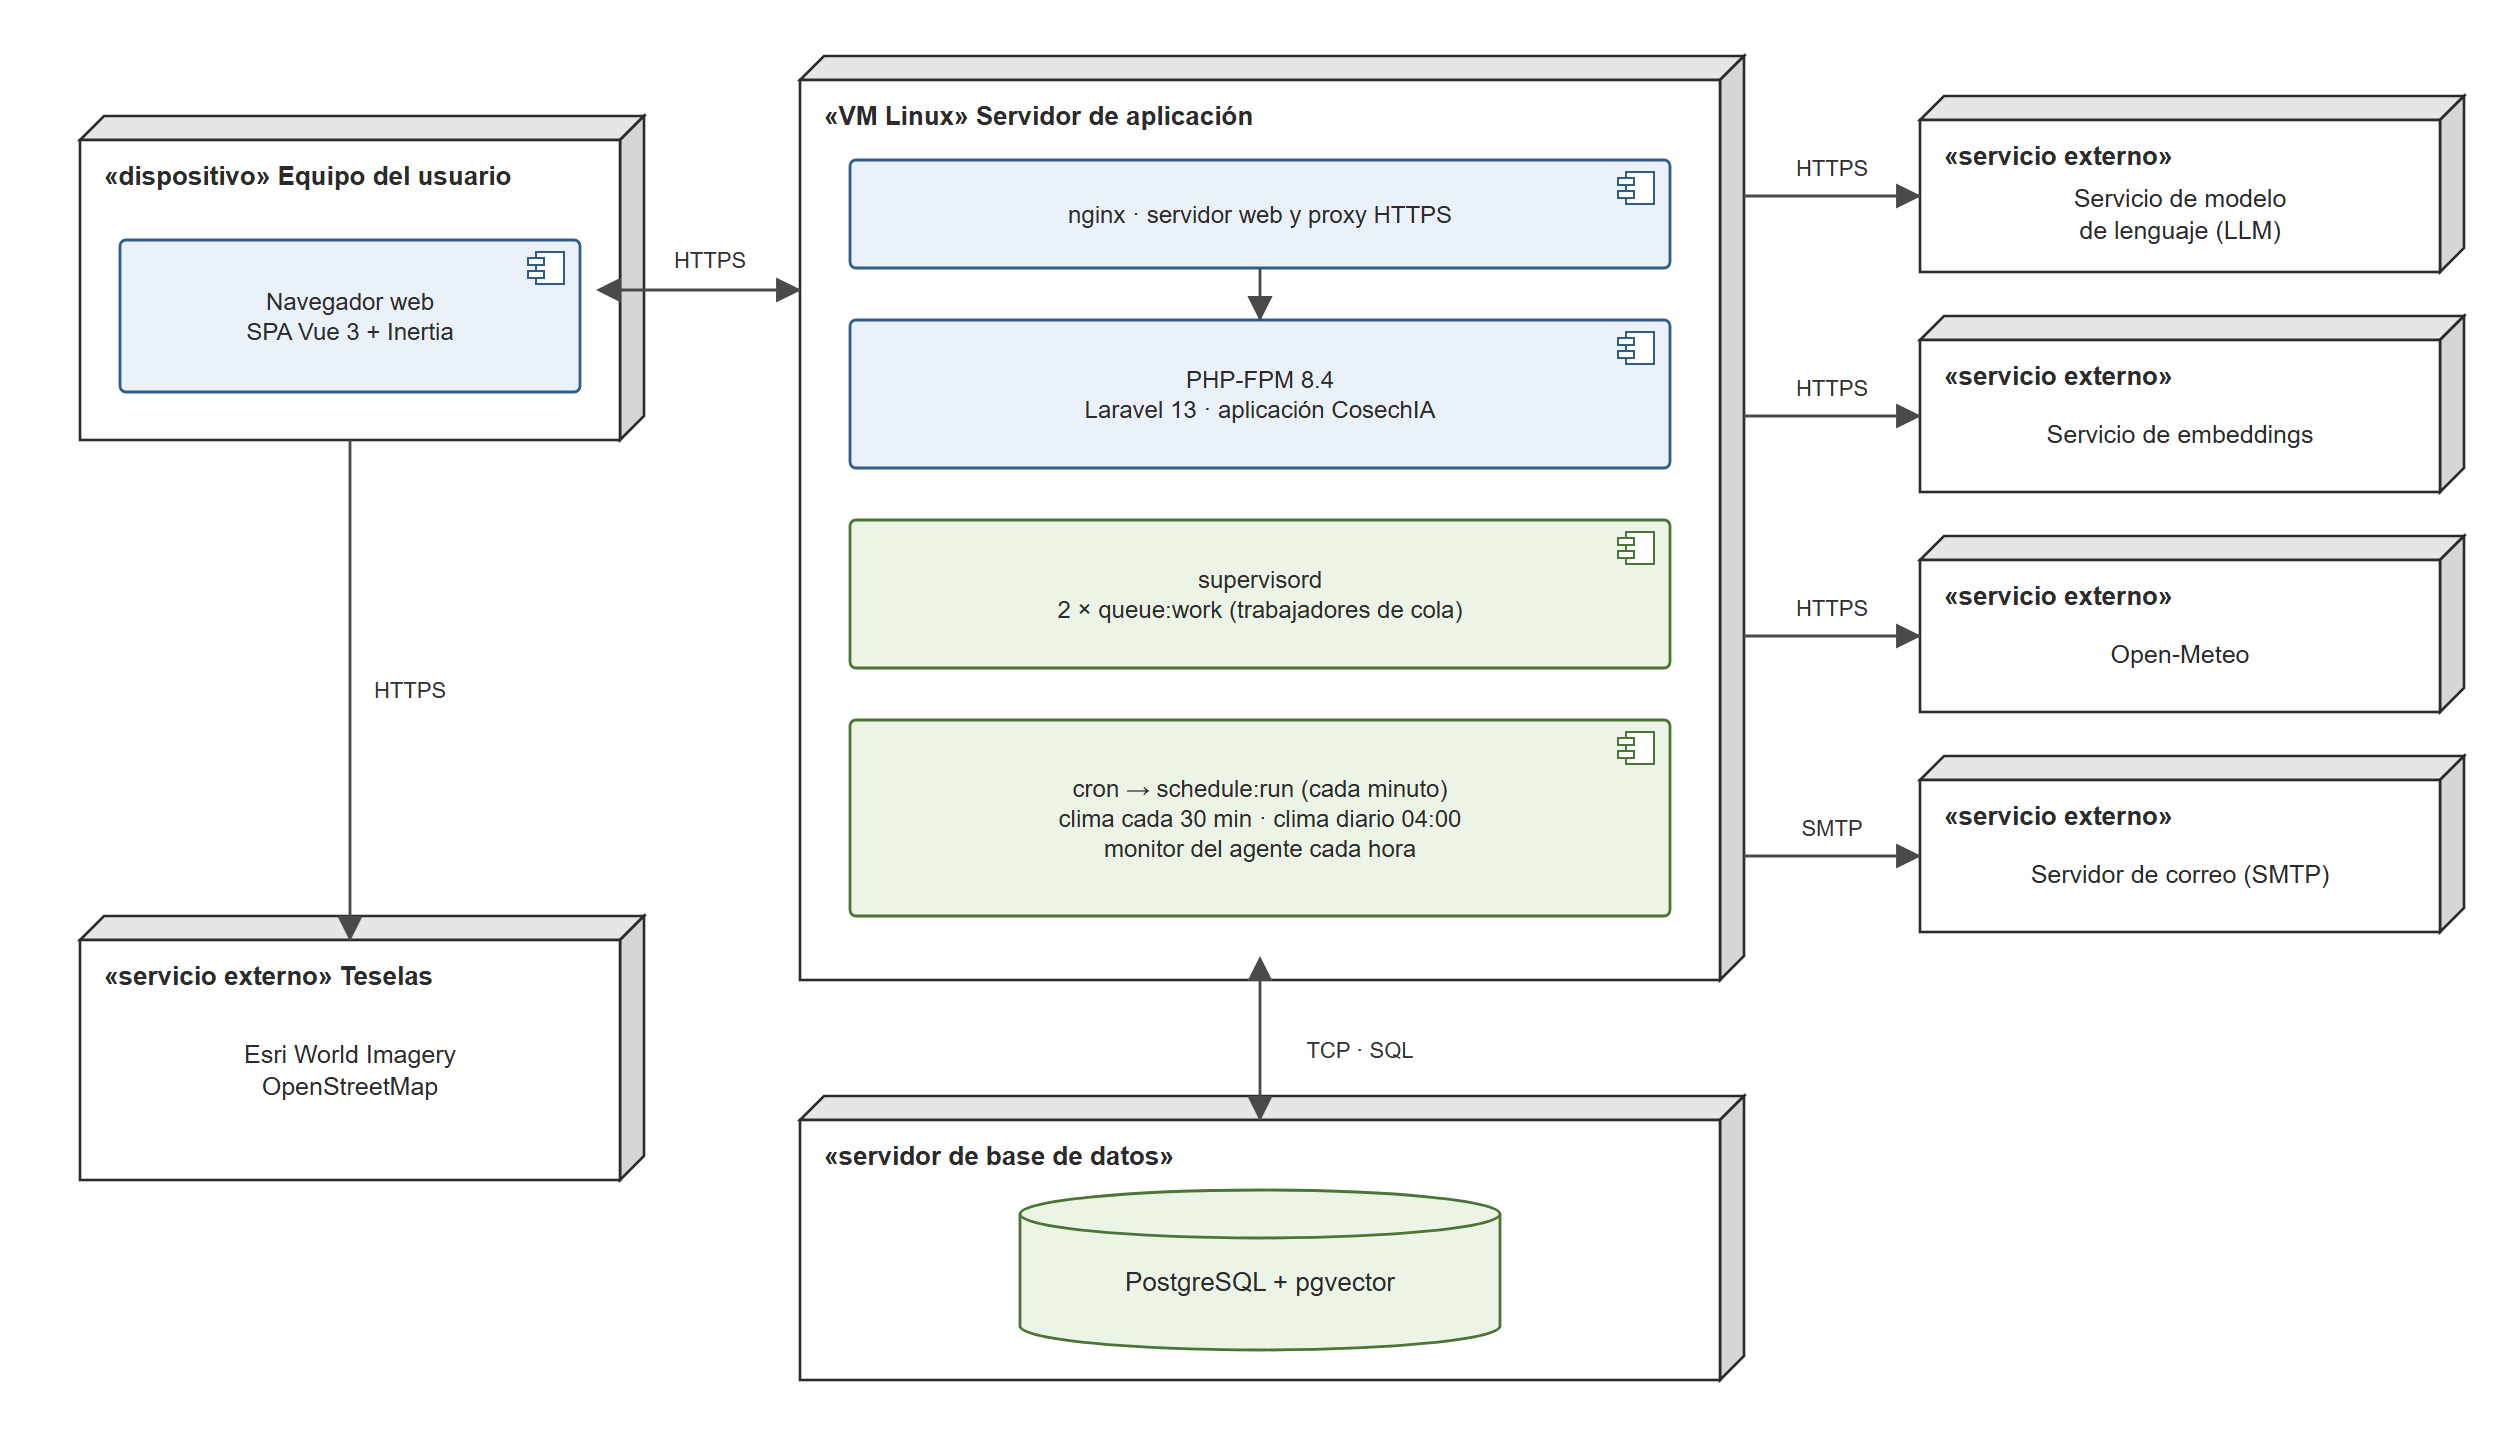 «dispositivo» Equipo del usuario
Navegador web
SPA Vue 3 + Inertia
HTTPS
HTTPS
«servicio externo» Teselas
Esri World Imagery
OpenStreetMap
«VM Linux» Servidor de aplicación
nginx · servidor web y proxy HTTPS
PHP-FPM 8.4
Laravel 13 · aplicación CosechIA
supervisord
2 × queue:work (trabajadores de cola)
cron → schedule:run (cada minuto)
clima cada 30 min · clima diario 04:00
monitor del agente cada hora
TCP · SQL
«servidor de base de datos»
PostgreSQL + pgvector
HTTPS
«servicio externo»
Servicio de modelo
de lenguaje (LLM)
HTTPS
«servicio externo»
Servicio de embeddings
HTTPS
«servicio externo»
Open-Meteo
SMTP
«servicio externo»
Servidor de correo (SMTP)